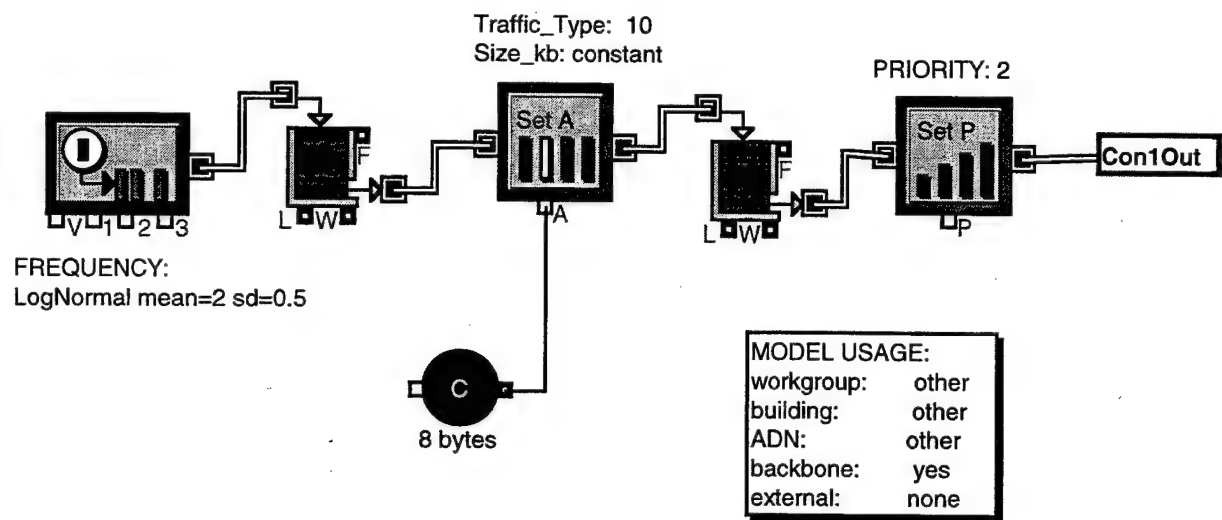 Traffic_Type: 10
Size_kb: constant
PRIORITY: 2
Set A
Set P
F
F
Con1Out
L W
A
L W
P
V 1 2 3
FREQUENCY:
LogNormal mean=2 sd=0.5
C
8 bytes
MODEL USAGE:
workgroup: other
building: other
ADN: other
backbone: yes
external: none